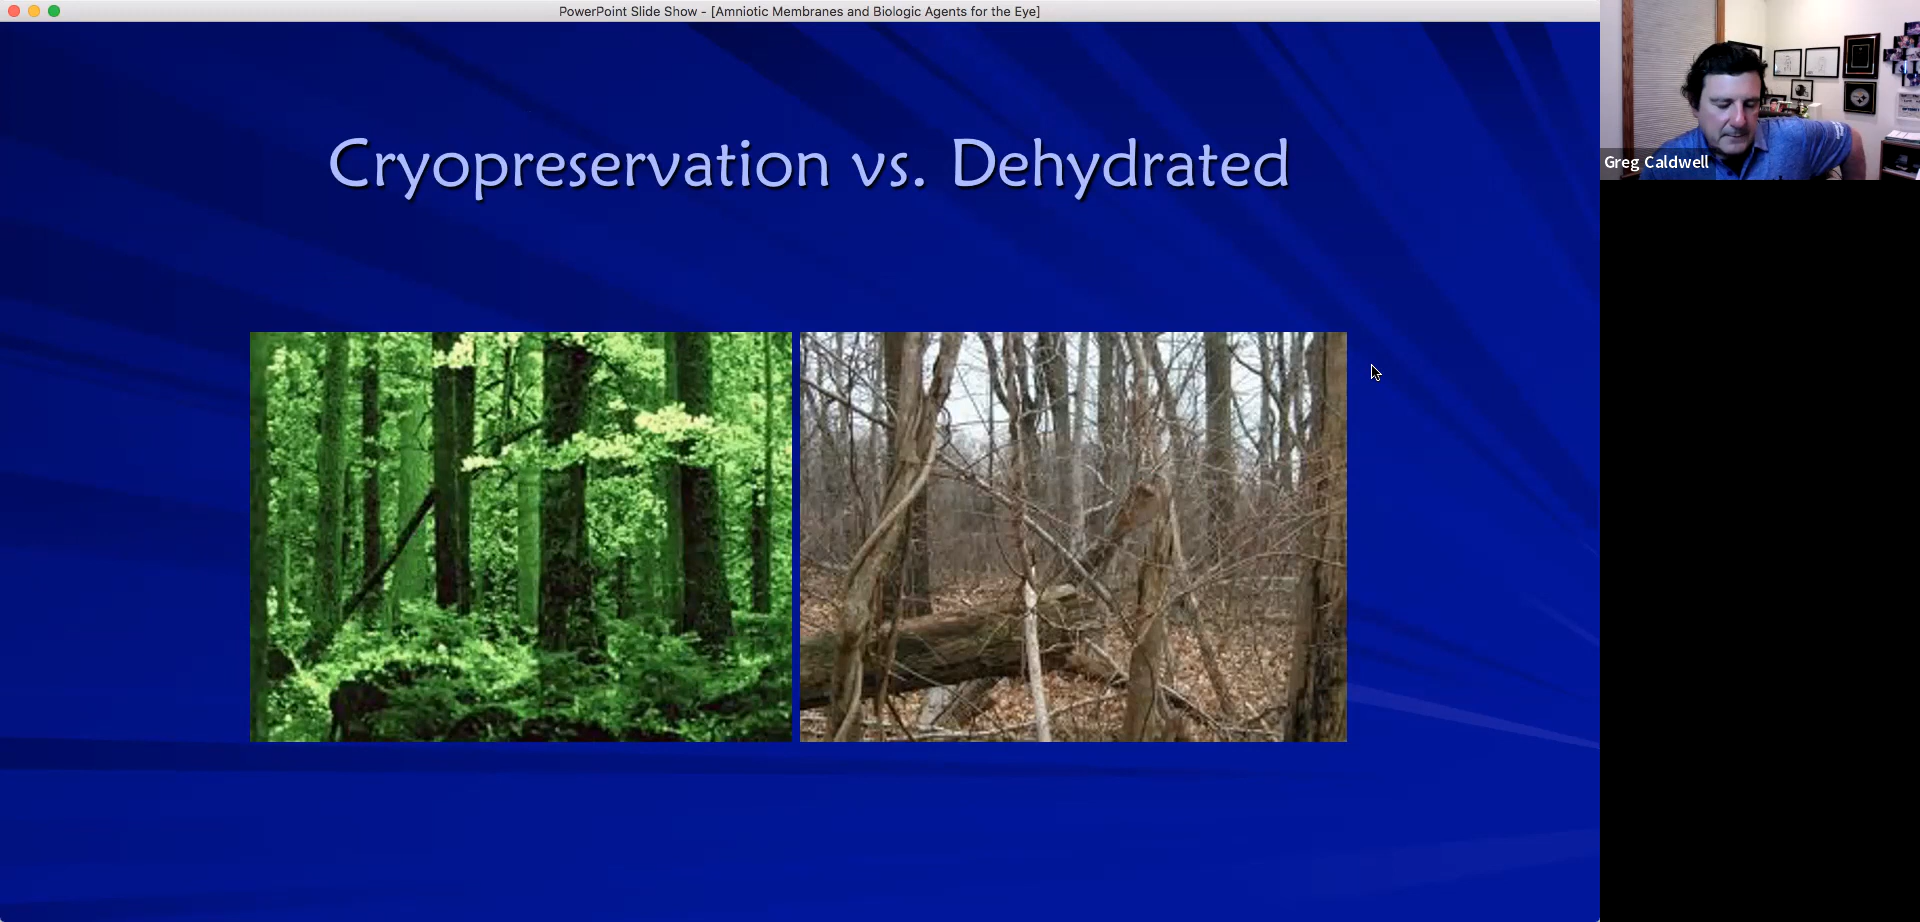 PowerPoint Slide Show - [Amniotic Membranes and Biologic Agents for the Eye]
Cryopreservation vs. Dehydrated
Greg Caldwell